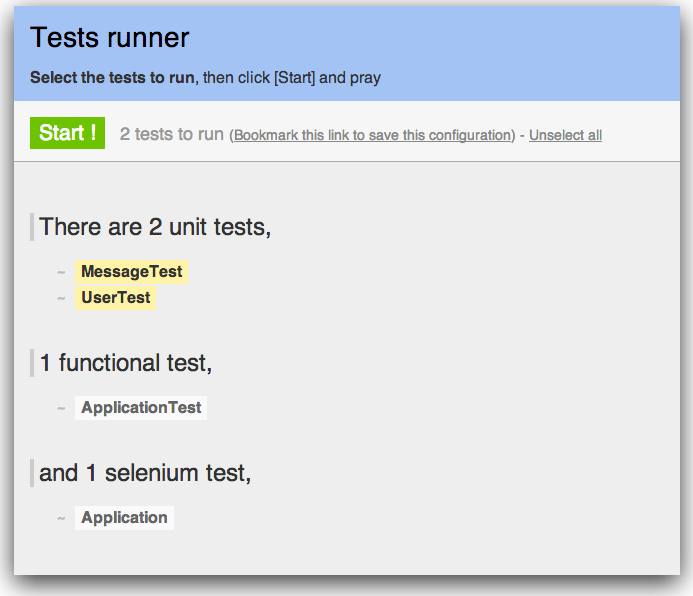 Tests runner
Select the tests to run, then click [Start] and pray
Start ! 2 tests to run (Bookmark this link to save this configuration) - Unselect all
There are 2 unit tests,
~ MessageTest
~ UserTest
1 functional test,
~ ApplicationTest
and 1 selenium test,
~ Application